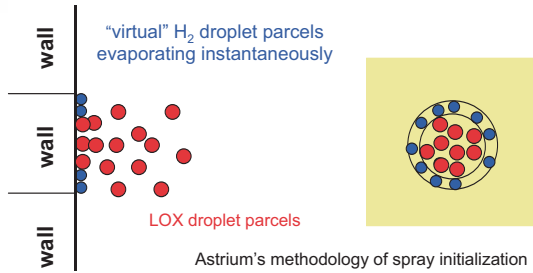 wall
"virtual" H₂ droplet parcels
evaporating instantaneously
wall
LOX droplet parcels
wall
Astrium's methodology of spray initialization